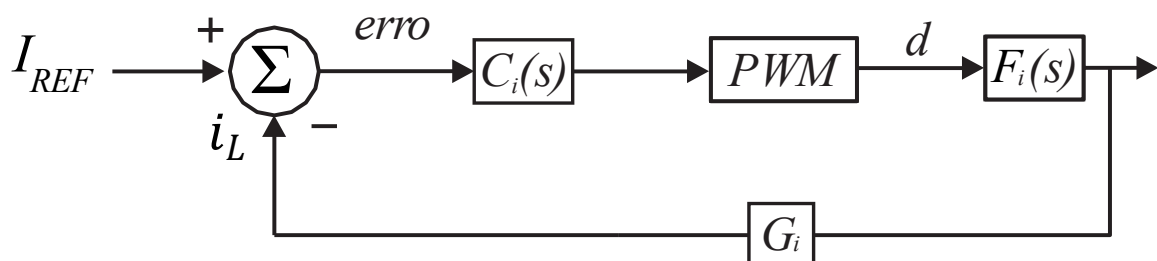 I_REF
+
Σ
i_L
−
erro
C_i(s)
PWM
d
F_i(s)
G_i